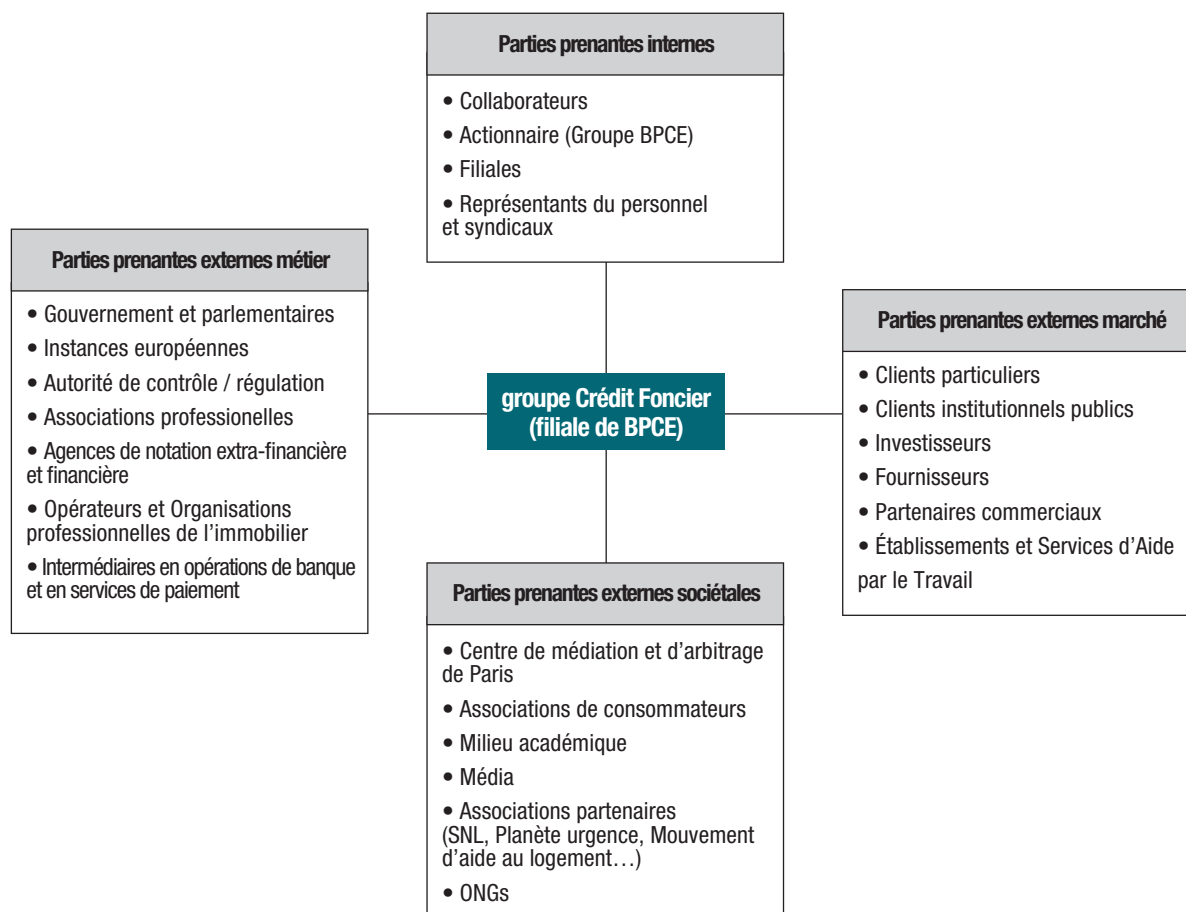 Parties prenantes internes
• Collaborateurs
• Actionnaire (Groupe BPCE)
• Filiales
• Représentants du personnel
et syndicaux
Parties prenantes externes métier
• Gouvernement et parlementaires
• Instances européennes
• Autorité de contrôle / régulation
• Associations professionelles
• Agences de notation extra-financière
et financière
• Opérateurs et Organisations
professionnelles de l’immobilier
• Intermédiaires en opérations de banque
et en services de paiement
groupe Crédit Foncier
(filiale de BPCE)
Parties prenantes externes marché
• Clients particuliers
• Clients institutionnels publics
• Investisseurs
• Fournisseurs
• Partenaires commerciaux
• Établissements et Services d’Aide
par le Travail
Parties prenantes externes sociétales
• Centre de médiation et d’arbitrage
de Paris
• Associations de consommateurs
• Milieu académique
• Média
• Associations partenaires
(SNL, Planète urgence, Mouvement
d’aide au logement…)
• ONGs